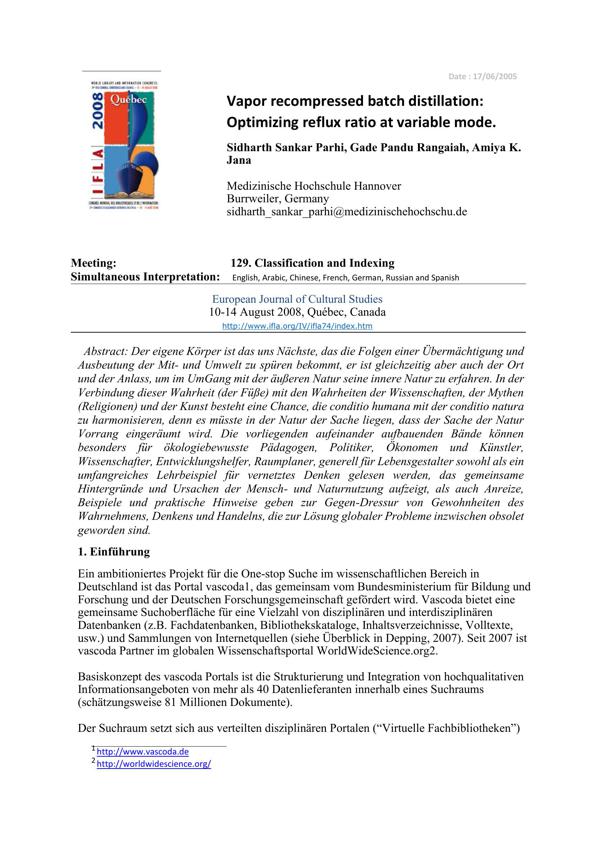 Date : 17/06/2005
2008
Québec
IFLA
Vapor recompressed batch distillation:
Optimizing reflux ratio at variable mode.
Sidharth Sankar Parhi, Gade Pandu Rangaiah, Amiya K.
Jana
Medizinische Hochschule Hannover
Burrweiler, Germany
sidharth_sankar_parhi@medizinischehochschu.de
Meeting: 129. Classification and Indexing
Simultaneous Interpretation: English, Arabic, Chinese, French, German, Russian and Spanish
European Journal of Cultural Studies
10-14 August 2008, Québec, Canada
http://www.ifla.org/IV/ifla74/index.htm
Abstract: Der eigene Körper ist das uns Nächste, das die Folgen einer Übermächtigung und
Ausbeutung der Mit- und Umwelt zu spüren bekommt, er ist gleichzeitig aber auch der Ort
und der Anlass, um im UmGang mit der äußeren Natur seine innere Natur zu erfahren. In der
Verbindung dieser Wahrheit (der Füße) mit den Wahrheiten der Wissenschaften, der Mythen
(Religionen) und der Kunst besteht eine Chance, die conditio humana mit der conditio natura
zu harmonisieren, denn es müsste in der Natur der Sache liegen, dass der Sache der Natur
Vorrang eingeräumt wird. Die vorliegenden aufeinander aufbauenden Bände können
besonders für ökologiebewusste Pädagogen, Politiker, Ökonomen und Künstler,
Wissenschafter, Entwicklungshelfer, Raumplaner, generell für Lebensgestalter sowohl als ein
umfangreiches Lehrbeispiel für vernetztes Denken gelesen werden, das gemeinsame
Hintergründe und Ursachen der Mensch- und Naturnutzung aufzeigt, als auch Anreize,
Beispiele und praktische Hinweise geben zur Gegen-Dressur von Gewohnheiten des
Wahrnehmens, Denkens und Handelns, die zur Lösung globaler Probleme inzwischen obsolet
geworden sind.
1. Einführung
Ein ambitioniertes Projekt für die One-stop Suche im wissenschaftlichen Bereich in
Deutschland ist das Portal vascoda1, das gemeinsam vom Bundesministerium für Bildung und
Forschung und der Deutschen Forschungsgemeinschaft gefördert wird. Vascoda bietet eine
gemeinsame Suchoberfläche für eine Vielzahl von disziplinären und interdisziplinären
Datenbanken (z.B. Fachdatenbanken, Bibliothekskataloge, Inhaltsverzeichnisse, Volltexte,
usw.) und Sammlungen von Internetquellen (siehe Überblick in Depping, 2007). Seit 2007 ist
vascoda Partner im globalen Wissenschaftsportal WorldWideScience.org2.
Basiskonzept des vascoda Portals ist die Strukturierung und Integration von hochqualitativen
Informationsangeboten von mehr als 40 Datenlieferanten innerhalb eines Suchraums
(schätzungsweise 81 Millionen Dokumente).
Der Suchraum setzt sich aus verteilten disziplinären Portalen (“Virtuelle Fachbibliotheken”)
1 http://www.vascoda.de
2 http://worldwidescience.org/